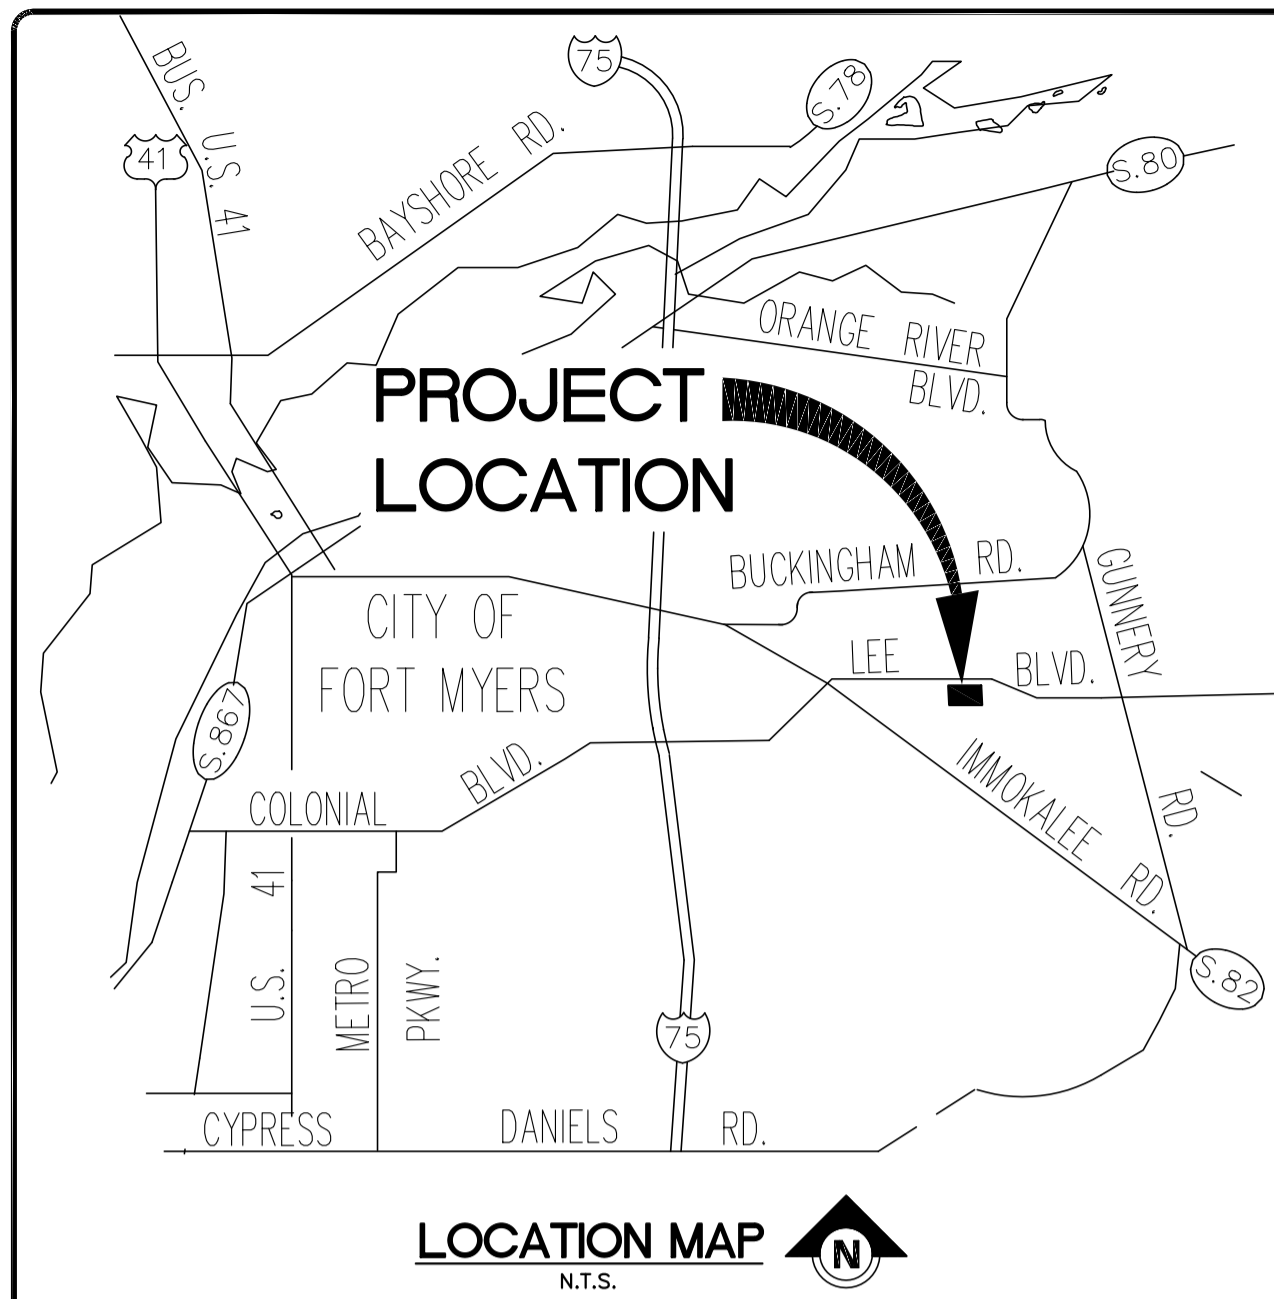 75
S.78
BUS. U.S. 41
41
S.80
BAYSHORE RD.
ORANGE RIVER
BLVD.
PROJECT
LOCATION
BUCKINGHAM RD.
GUNNERY RD.
CITY OF
FORT MYERS
LEE BLVD.
S.867
COLONIAL BLVD.
IMMOKALEE RD.
U.S. 41
METRO PKWY.
S.82
75
CYPRESS
DANIELS RD.
LOCATION MAP
N.T.S.
N